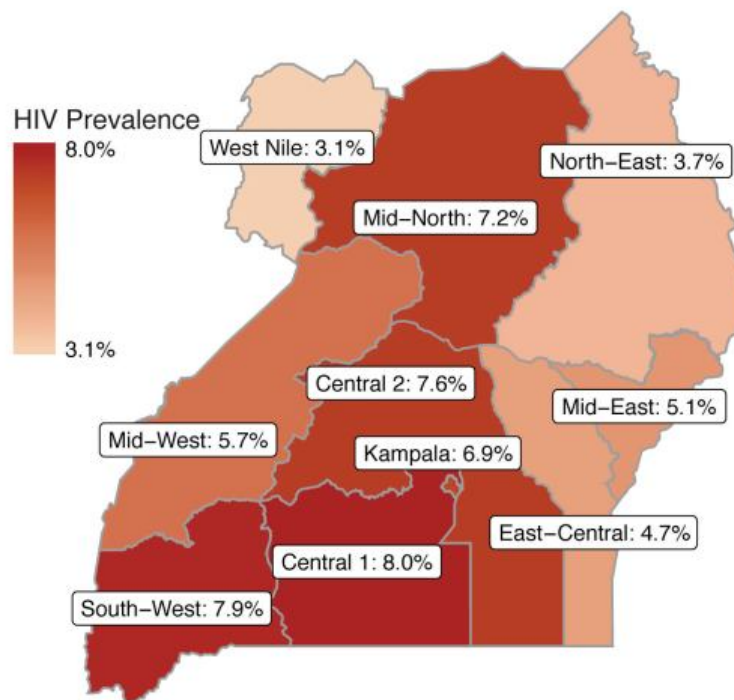 HIV Prevalence
8.0%
3.1%
West Nile: 3.1%
North−East: 3.7%
Mid−North: 7.2%
Central 2: 7.6%
Mid−East: 5.1%
Mid−West: 5.7%
Kampala: 6.9%
East−Central: 4.7%
Central 1: 8.0%
South−West: 7.9%